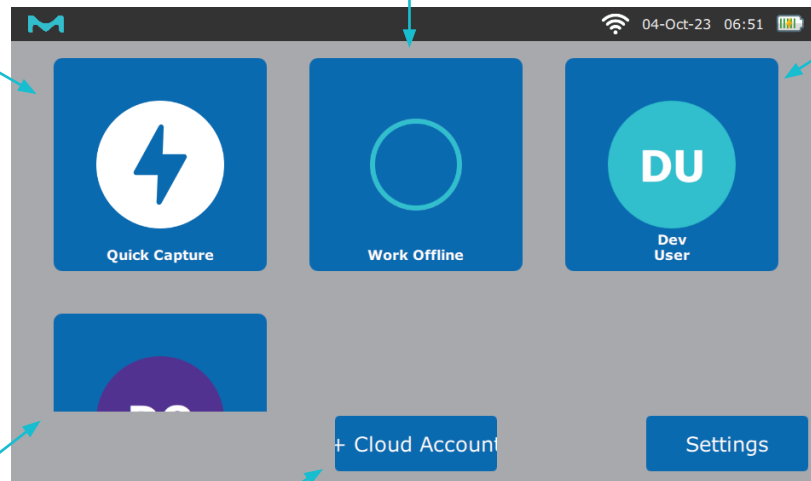 04-Oct-23 06:51
DU
Quick Capture
Work Offline
Dev
User
+ Cloud Account
Settings